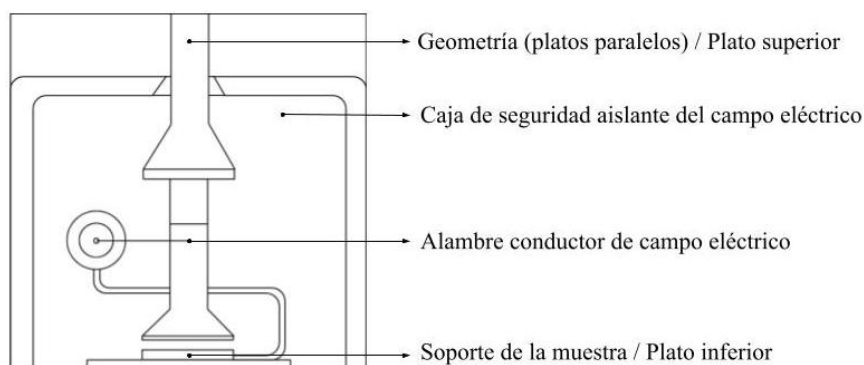 Geometría (platos paralelos) / Plato superior
Caja de seguridad aislante del campo eléctrico
Alambre conductor de campo eléctrico
Soporte de la muestra / Plato inferior